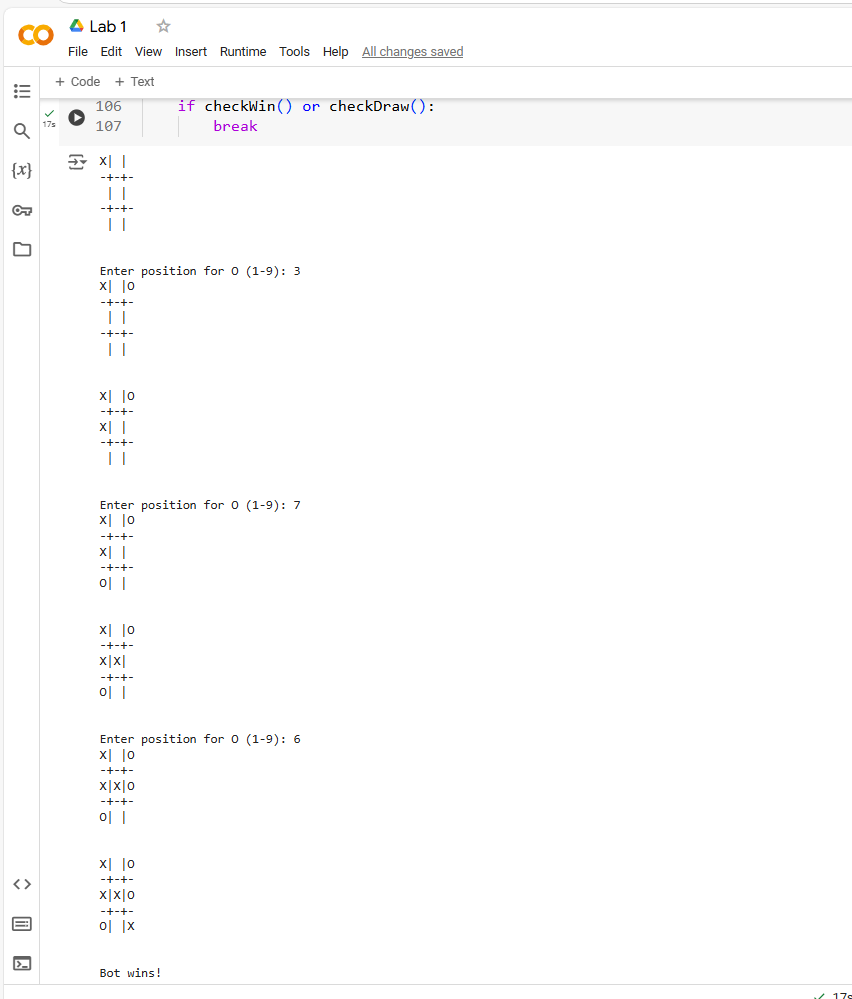 Lab 1
File Edit View Insert Runtime Tools Help All changes saved
+ Code + Text
106 if checkWin() or checkDraw():
17s
107 break
{x}
X| |
-+-+-
 | |
-+-+-
 | |
Enter position for O (1-9): 3
X| |O
-+-+-
 | |
-+-+-
 | |
X| |O
-+-+-
X| |
-+-+-
 | |
Enter position for O (1-9): 7
X| |O
-+-+-
X| |
-+-+-
O| |
X| |O
-+-+-
X|X|
-+-+-
O| |
Enter position for O (1-9): 6
X| |O
-+-+-
X|X|O
-+-+-
O| |
X| |O
-+-+-
X|X|O
-+-+-
O| |X
Bot wins!
17s